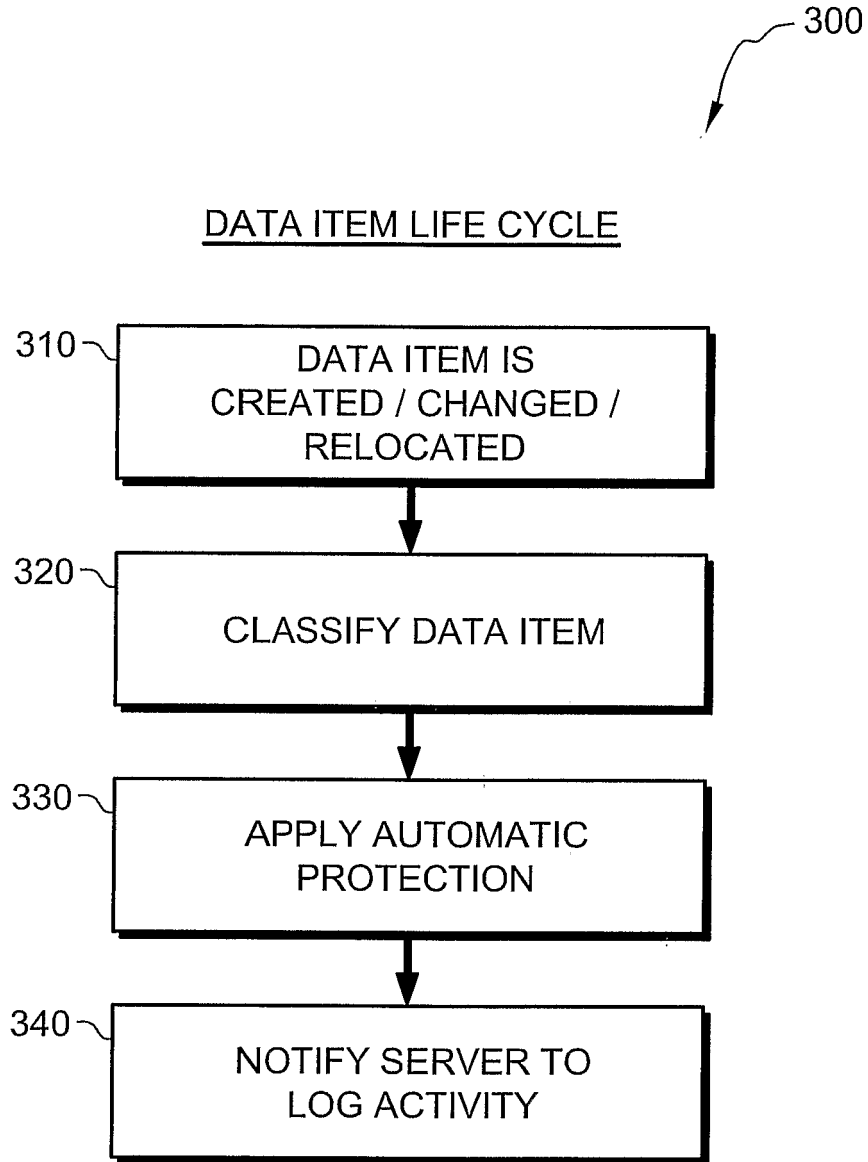 300
DATA ITEM LIFE CYCLE
310
DATA ITEM IS
CREATED / CHANGED /
RELOCATED
320
CLASSIFY DATA ITEM
330
APPLY AUTOMATIC
PROTECTION
340
NOTIFY SERVER TO
LOG ACTIVITY